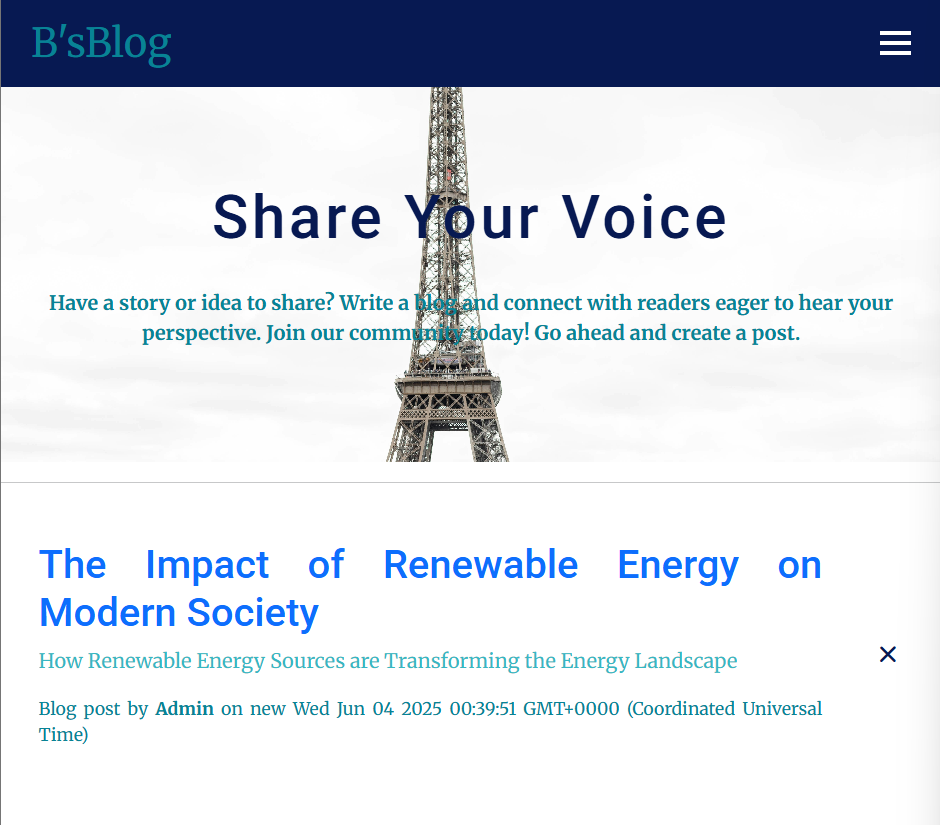 B'sBlog
Share Your Voice
Have a story or idea to share? Write a blog and connect with readers eager to hear your
perspective. Join our community today! Go ahead and create a post.
The Impact of Renewable Energy on
Modern Society
How Renewable Energy Sources are Transforming the Energy Landscape
Blog post by Admin on new Wed Jun 04 2025 00:39:51 GMT+0000 (Coordinated Universal
Time)